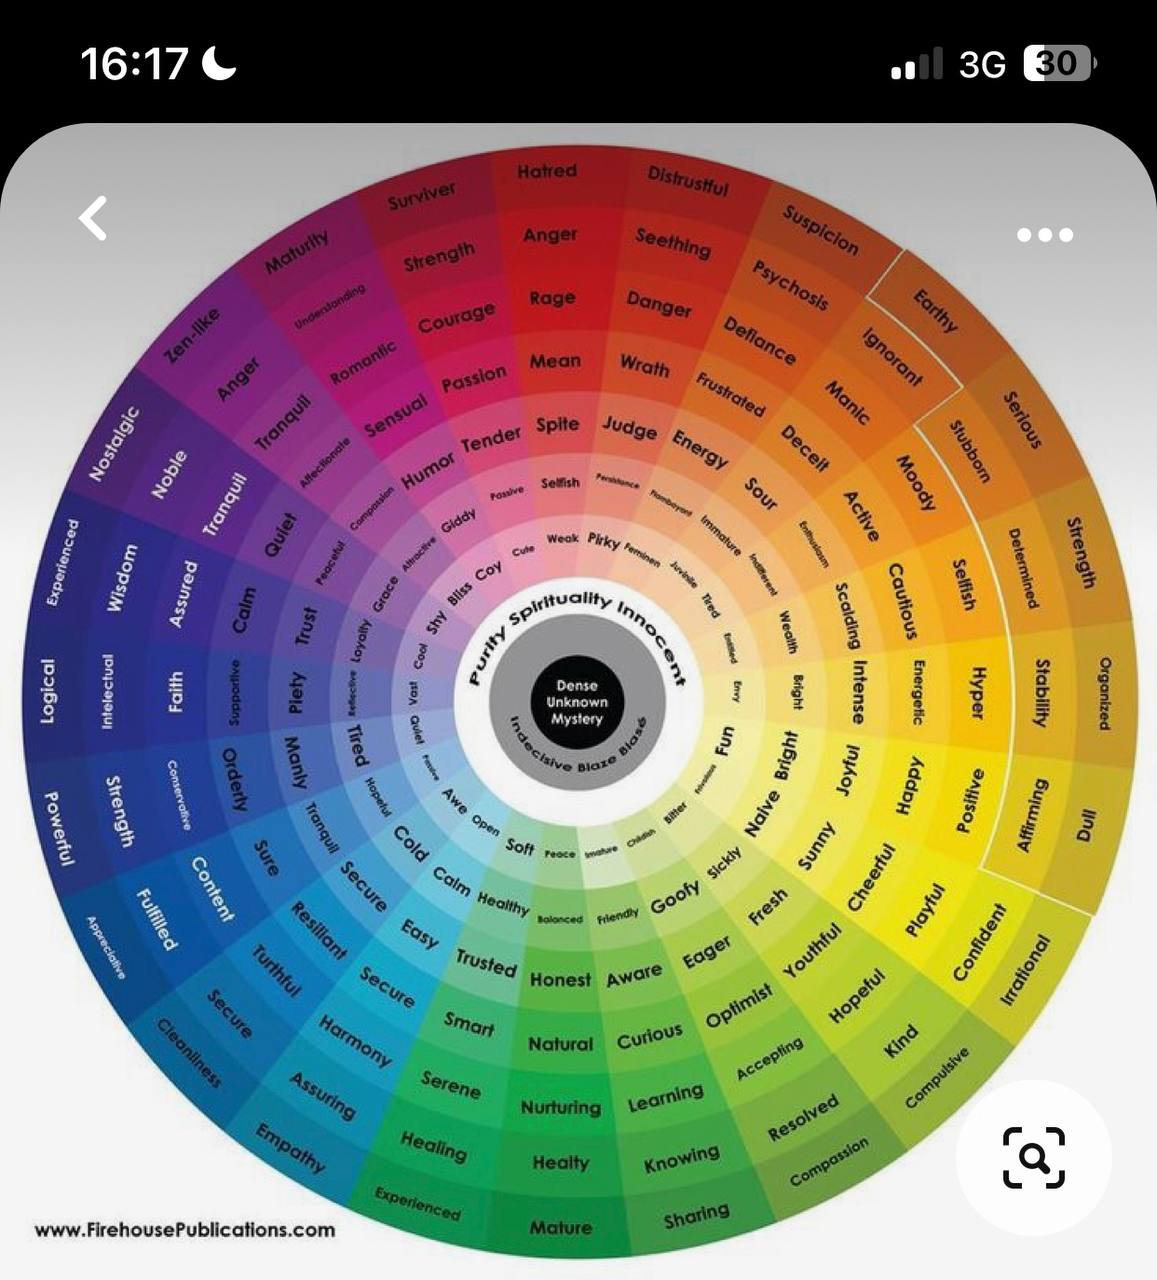 16:17
3G
30
Hatred
Anger
Rage
Mean
Spite
Selfish
Weak
Distrustful
Seething
Danger
Wrath
Judge
Persistance
Pirky
Suspicion
Psychosis
Defiance
Frustrated
Energy
Flamboyant
Feminen
Earthy
Ignorant
Manic
Deceit
Sour
Immature
Juvinile
Serious
Stubborn
Moody
Active
Enthusium
Indifferent
Tired
Strength
Determined
Selfish
Cautious
Scalding
Wealth
Entitled
Organized
Stability
Hyper
Energetic
Intense
Bright
Envy
Dull
Affirming
Positive
Happy
Joyful
Bright
Fun
Irrational
Confident
Playful
Cheerful
Sunny
Naive
Frivolous
Compulsive
Kind
Hopeful
Youthful
Fresh
Sickly
Bitter
Compassion
Resolved
Accepting
Optimist
Eager
Goofy
Childish
Sharing
Knowing
Learning
Curious
Aware
Friendly
Imature
Mature
Healty
Nurturing
Natural
Honest
Balanced
Peace
Experienced
Healing
Serene
Smart
Trusted
Healthy
Soft
Empathy
Assuring
Harmony
Secure
Easy
Calm
Open
Cleanliness
Secure
Turthful
Resiliant
Secure
Cold
Awe
Appreciative
Fulfilled
Content
Sure
Tranquil
Hopeful
Passive
Powerful
Strength
Conservative
Orderly
Manly
Tired
Quiet
Logical
Intelectual
Faith
Supportive
Piety
Reflective
Vast
Experienced
Wisdom
Assured
Calm
Trust
Loyalty
Cool
Nostalgic
Noble
Tranquil
Quiet
Peaceful
Grace
Shy
Zen-like
Anger
Tranquil
Affectionate
Compassion
Attractive
Bliss
Maturity
Understanding
Romantic
Sensual
Humor
Giddy
Coy
Surviver
Strength
Courage
Passion
Tender
Passive
Cute
Purity Spirituality Innocent
Dense
Unknown
Mystery
Indecisive Blaze Blasé
www.FirehousePublications.com